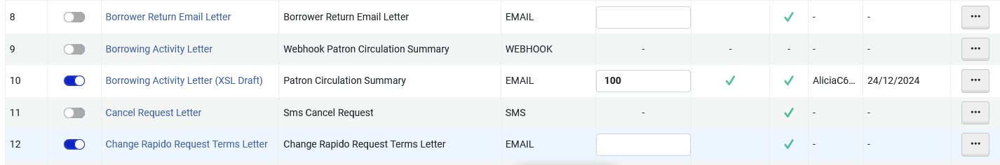 8 Borrower Return Email Letter Borrower Return Email Letter EMAIL - -
9 Borrowing Activity Letter Webhook Patron Circulation Summary WEBHOOK - - - - -
10 Borrowing Activity Letter (XSL Draft) Patron Circulation Summary EMAIL 100 AliciaC6... 24/12/2024
11 Cancel Request Letter Sms Cancel Request SMS - - -
12 Change Rapido Request Terms Letter Change Rapido Request Terms Letter EMAIL - -